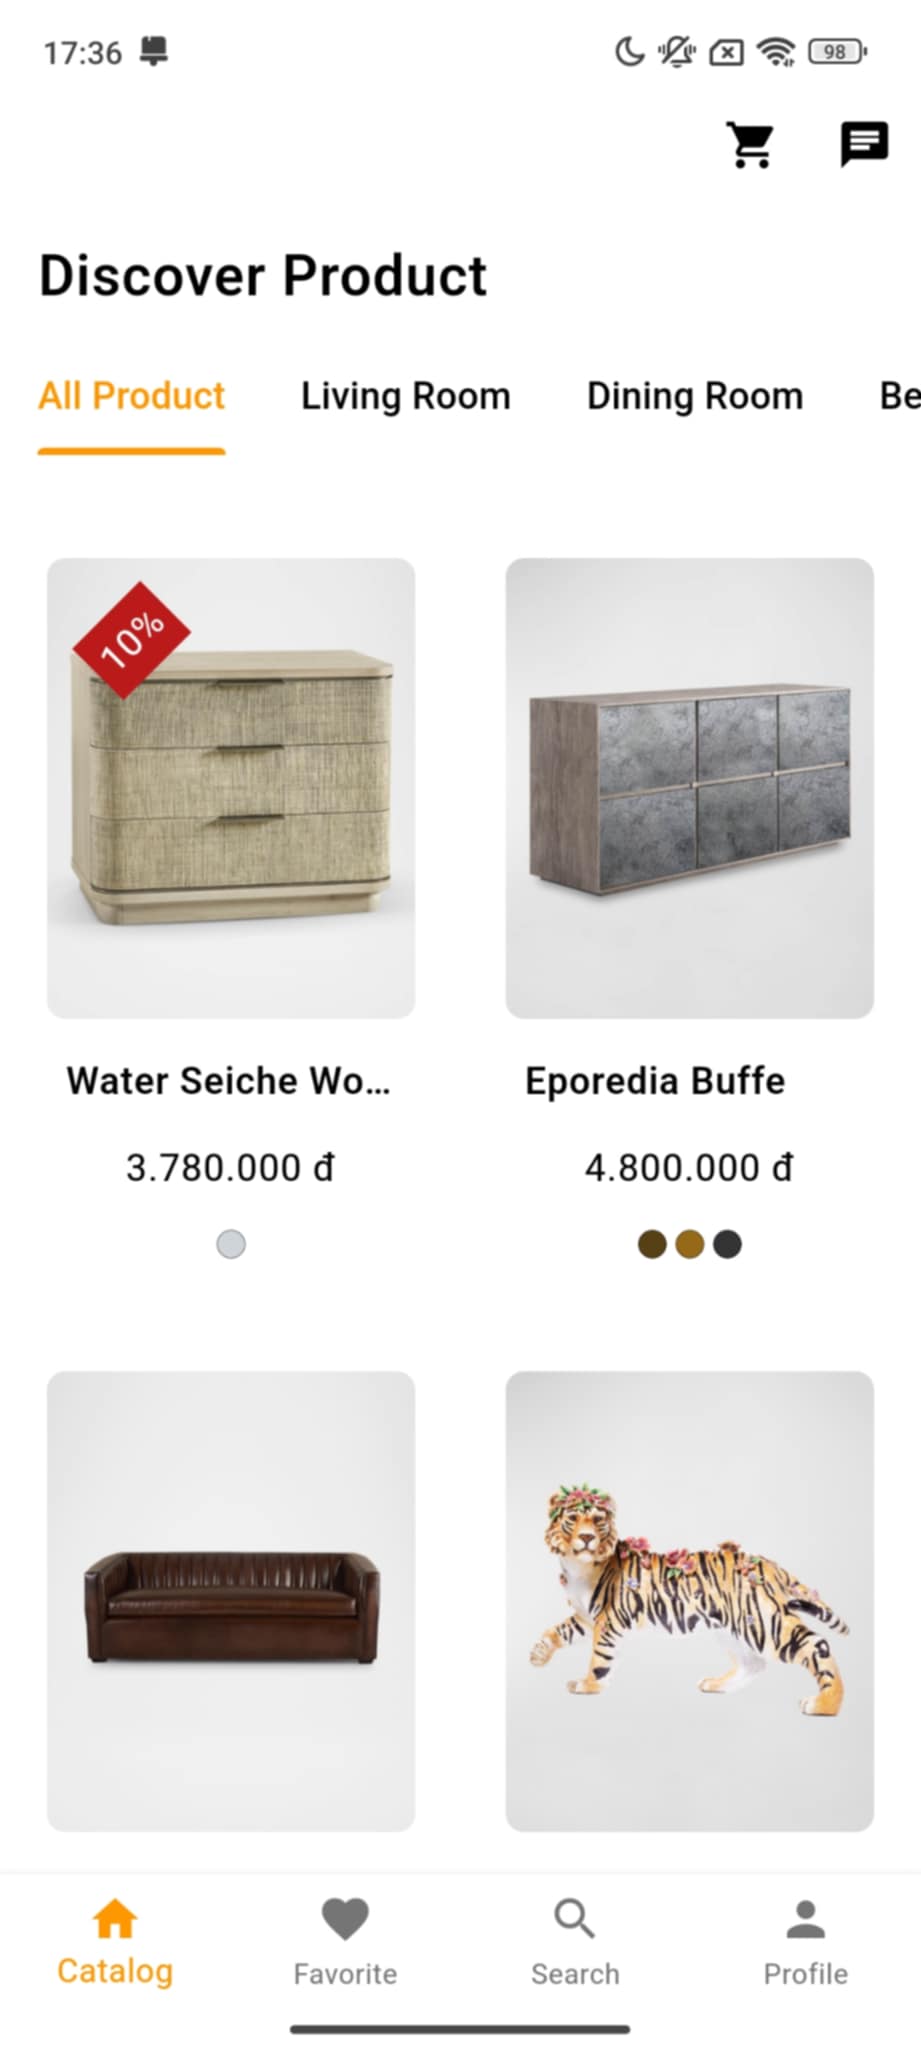 17:36
98
Discover Product
All Product
Living Room
Dining Room
Be
10%
Water Seiche Wo...
Eporedia Buffe
3.780.000 đ
4.800.000 đ
Catalog
Favorite
Search
Profile